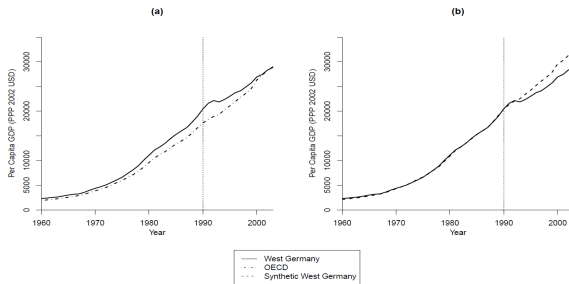 (a)
Per Capita GDP (PPP 2002 USD)
30000
20000
10000
5000
0
1960
1970
1980
1990
2000
Year
(b)
Per Capita GDP (PPP 2002 USD)
30000
20000
10000
5000
0
1960
1970
1980
1990
2000
Year
West Germany
OECD
Synthetic West Germany